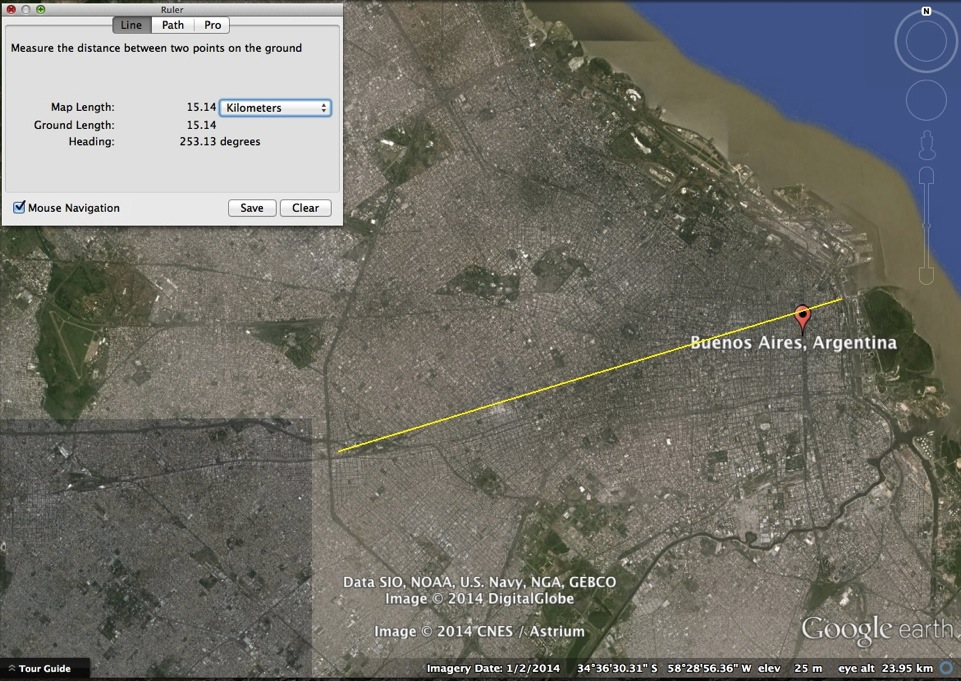 Ruler
Line Path Pro
Measure the distance between two points on the ground
Map Length: 15.14 Kilometers
Ground Length: 15.14
Heading: 253.13 degrees
Mouse Navigation Save Clear
N
Buenos Aires, Argentina
Data SIO, NOAA, U.S. Navy, NGA, GEBCO
Image © 2014 DigitalGlobe
Image © 2014 CNES / Astrium
Google earth
Tour Guide
Imagery Date: 1/2/2014 34°36'30.31" S 58°28'56.36" W elev 25 m eye alt 23.95 km